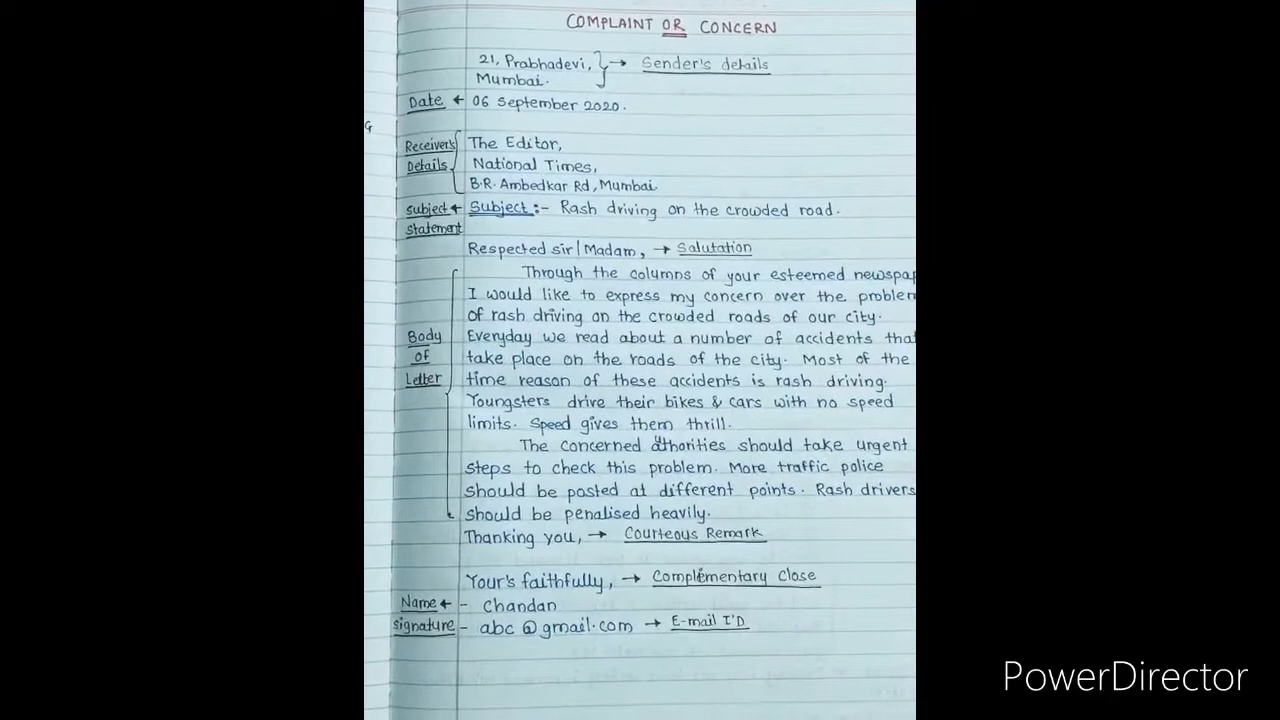 COMPLAINT OR CONCERN
21, Prabhadevi, → Sender's details
Mumbai.
Date ← 06 September 2020.
G
Receiver's The Editor,
Details National Times,
B.R. Ambedkar Rd, Mumbai
Subject ← Subject :- Rash driving on the crowded road.
Statement
Respected sir/Madam, → Salutation
Through the columns of your esteemed newspap
I would like to express my concern over the problem
of rash driving on the crowded roads of our city.
Everyday we read about a number of accidents that
Body take place on the roads of the city. Most of the
of
Letter time reason of these accidents is rash driving.
Youngsters drive their bikes & cars with no speed
limits. Speed gives them thrill.
The concerned authorities should take urgent
steps to check this problem. More traffic police
should be posted at different points. Rash drivers
should be penalised heavily.
Thanking you, → Courteous Remark
Your's faithfully, → Complementary Close
Name ← - Chandan
Signature - abc@gmail.com → E-mail I'D
PowerDirector